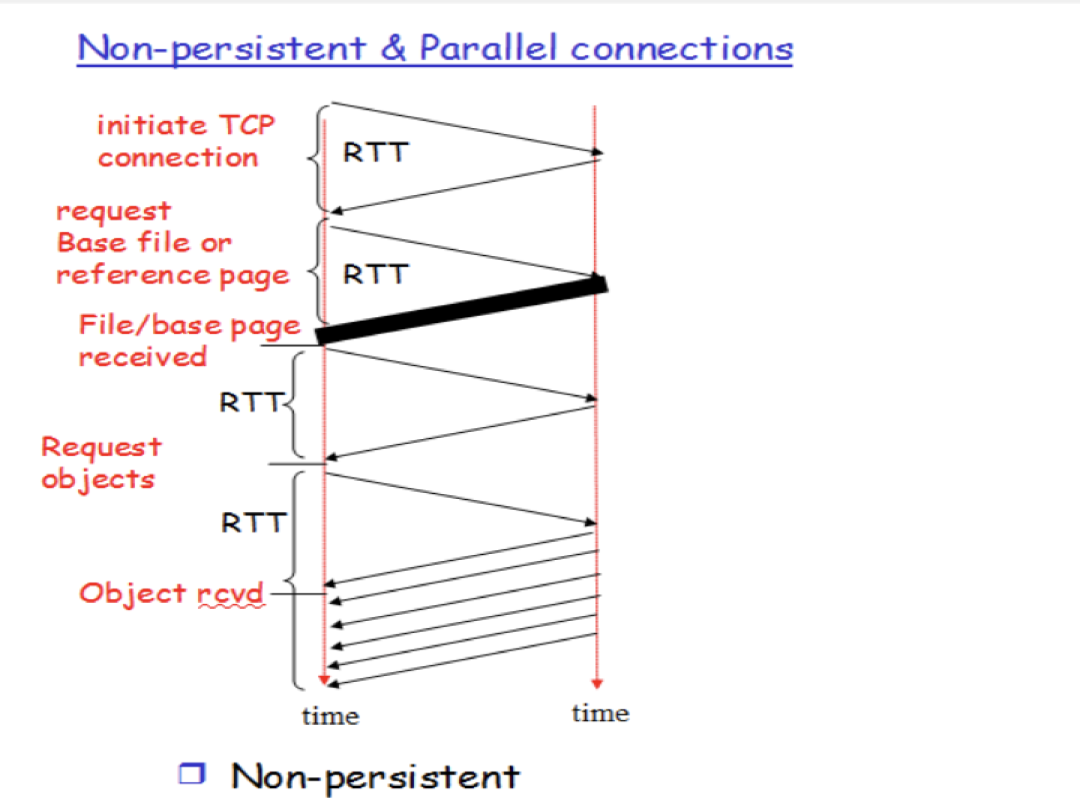 Non-persistent & Parallel connections
initiate TCP
connection
RTT
request
Base file or
reference page
RTT
File/base page
received
RTT
Request
objects
RTT
Object rcvd
time
time
Non-persistent